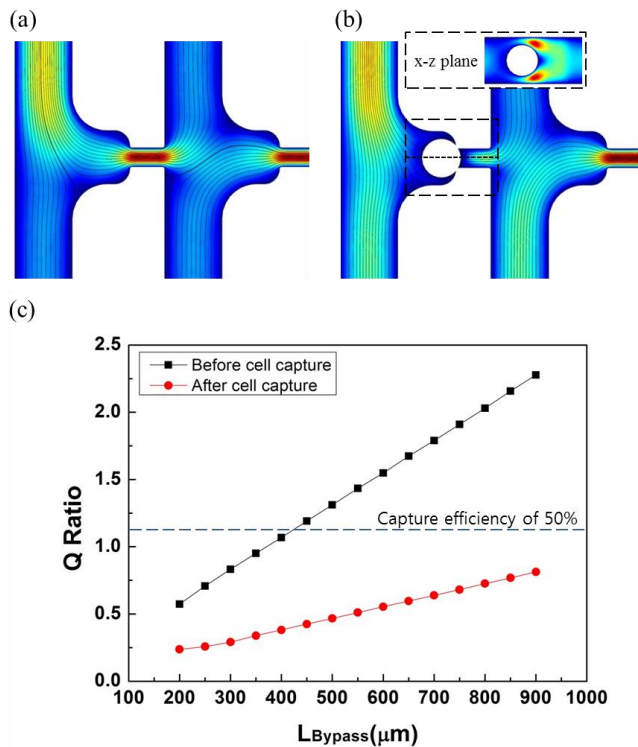 (a)
(b)
x-z plane
(c)
2.5
2.0
1.5
1.0
0.5
0.0
Q Ratio
Before cell capture
After cell capture
Capture efficiency of 50%
100 200 300 400 500 600 700 800 900 1000
LBypass(μm)